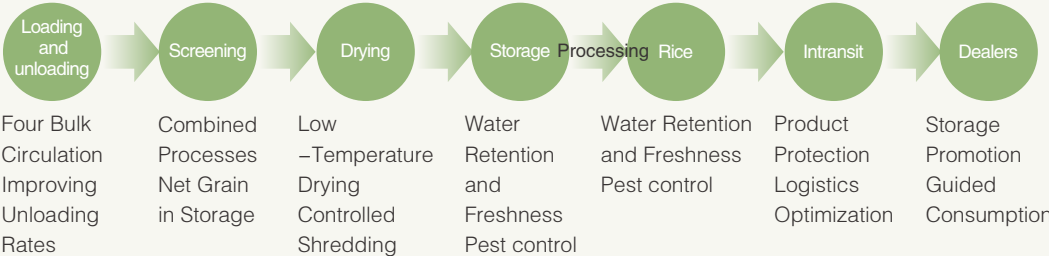 Loading
and
unloading
Screening
Drying
Storage
Processing
Rice
Intransit
Dealers
Four Bulk
Circulation
Improving
Unloading
Rates
Combined
Processes
Net Grain
in Storage
Low
–Temperature
Drying
Controlled
Shredding
Water
Retention
and
Freshness
Pest control
Water Retention
and Freshness
Pest control
Product
Protection
Logistics
Optimization
Storage
Promotion
Guided
Consumption